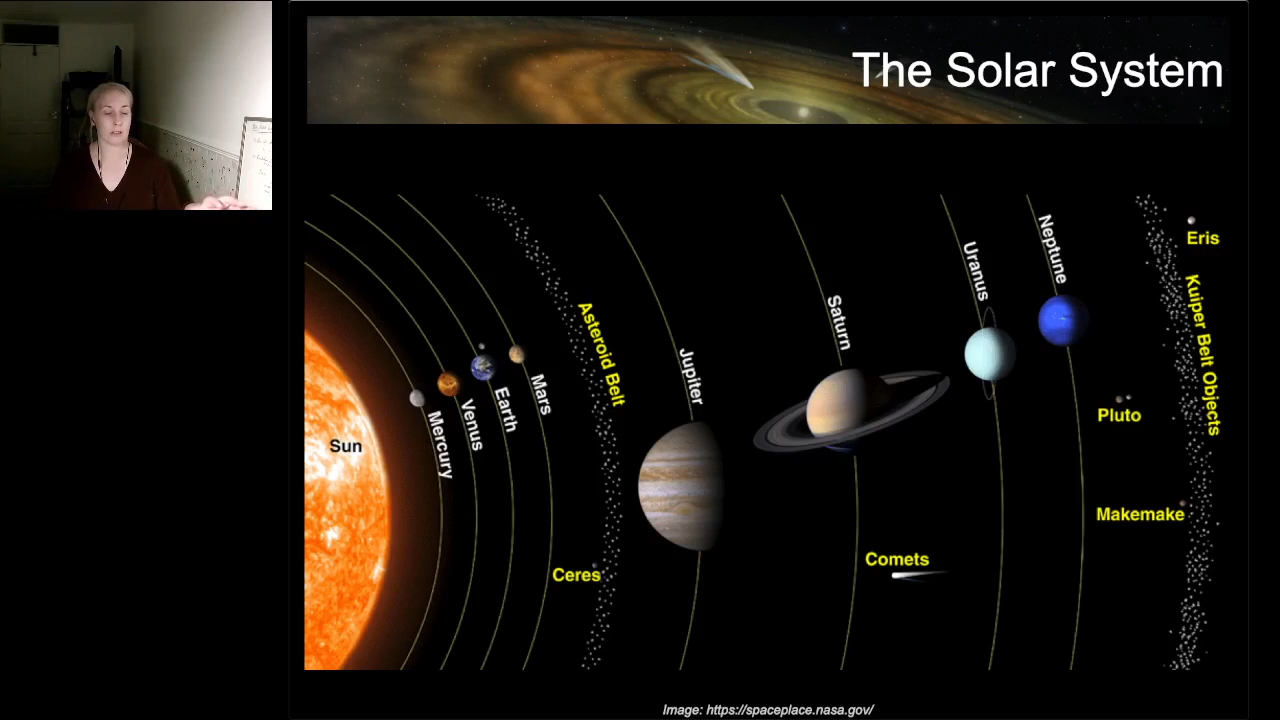 The Solar System
Sun
Mercury
Venus
Earth
Mars
Asteroid Belt
Ceres
Jupiter
Saturn
Comets
Uranus
Neptune
Pluto
Makemake
Eris
Kuiper Belt Objects
Image: https://spaceplace.nasa.gov/